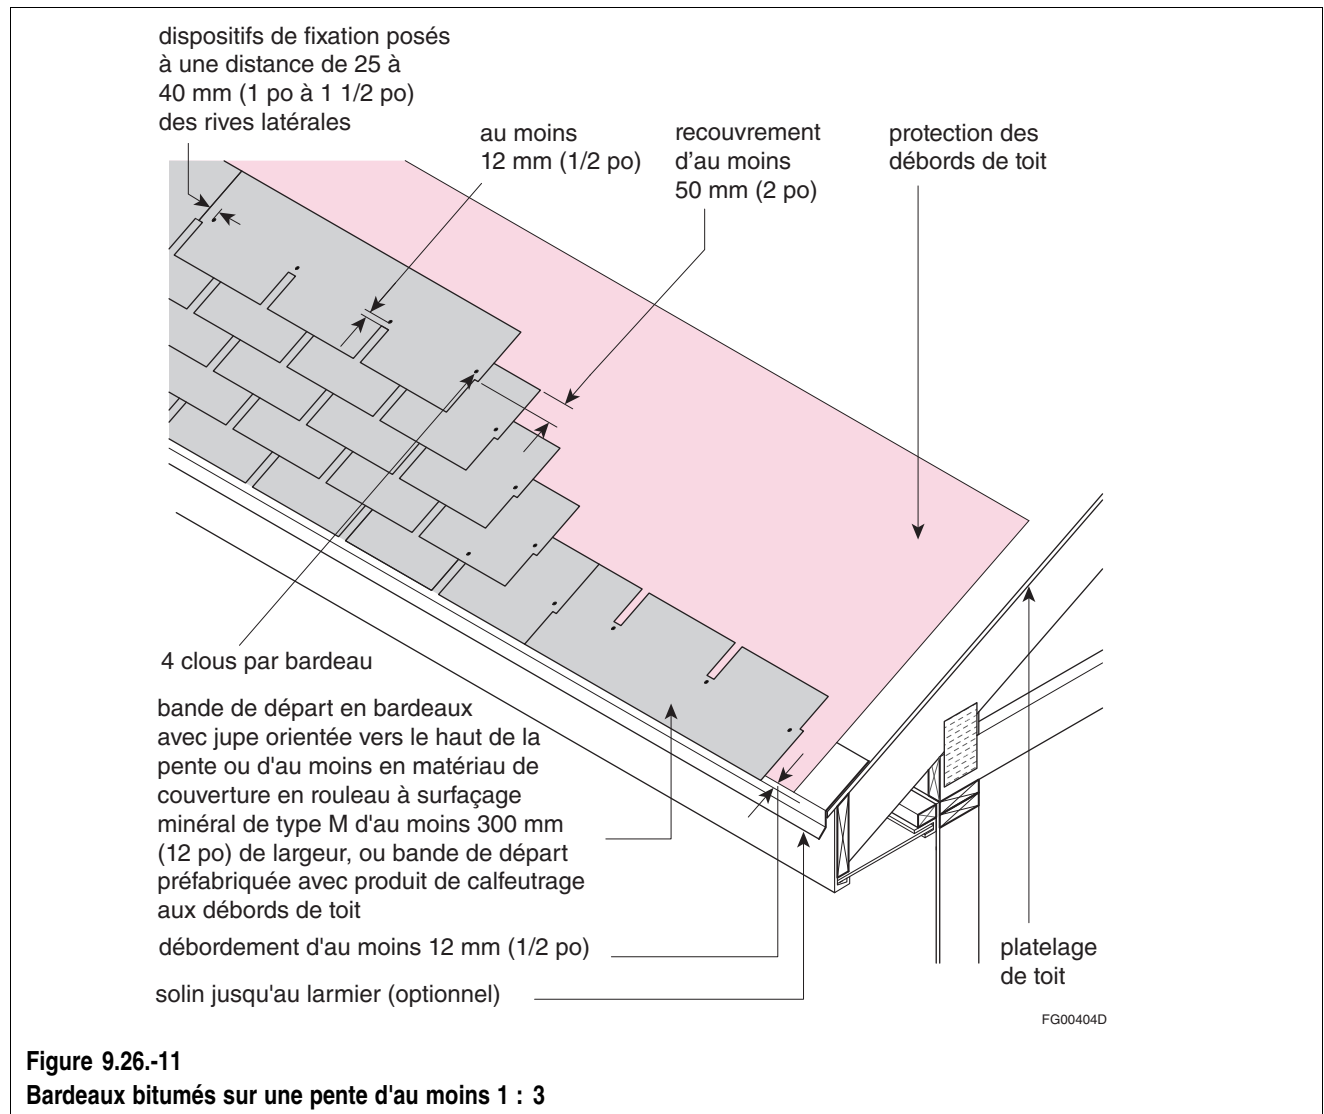 dispositifs de fixation posés
à une distance de 25 à
40 mm (1 po à 1 1/2 po)
des rives latérales
au moins
12 mm (1/2 po)
recouvrement
d'au moins
50 mm (2 po)
protection des
débords de toit
4 clous par bardeau
bande de départ en bardeaux
avec jupe orientée vers le haut de la
pente ou d'au moins en matériau de
couverture en rouleau à surfaçage
minéral de type M d'au moins 300 mm
(12 po) de largeur, ou bande de départ
préfabriquée avec produit de calfeutrage
aux débords de toit
débordement d'au moins 12 mm (1/2 po)
solin jusqu'au larmier (optionnel)
platelage
de toit
FG00404D
Figure 9.26.-11
Bardeaux bitumés sur une pente d'au moins 1 : 3